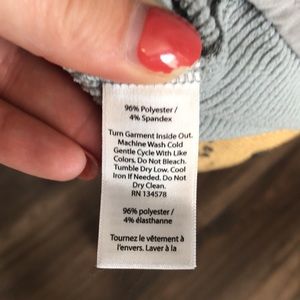 96% Polyester /
4% Spandex
Turn Garment Inside Out.
Machine Wash Cold
Gentle Cycle With Like
Colors. Do Not Bleach.
Tumble Dry Low. Cool
Iron If Needed. Do Not
Dry Clean.
RN 134578
96% polyester /
4% élasthanne
Tournez le vêtement à
l'envers. Laver à la